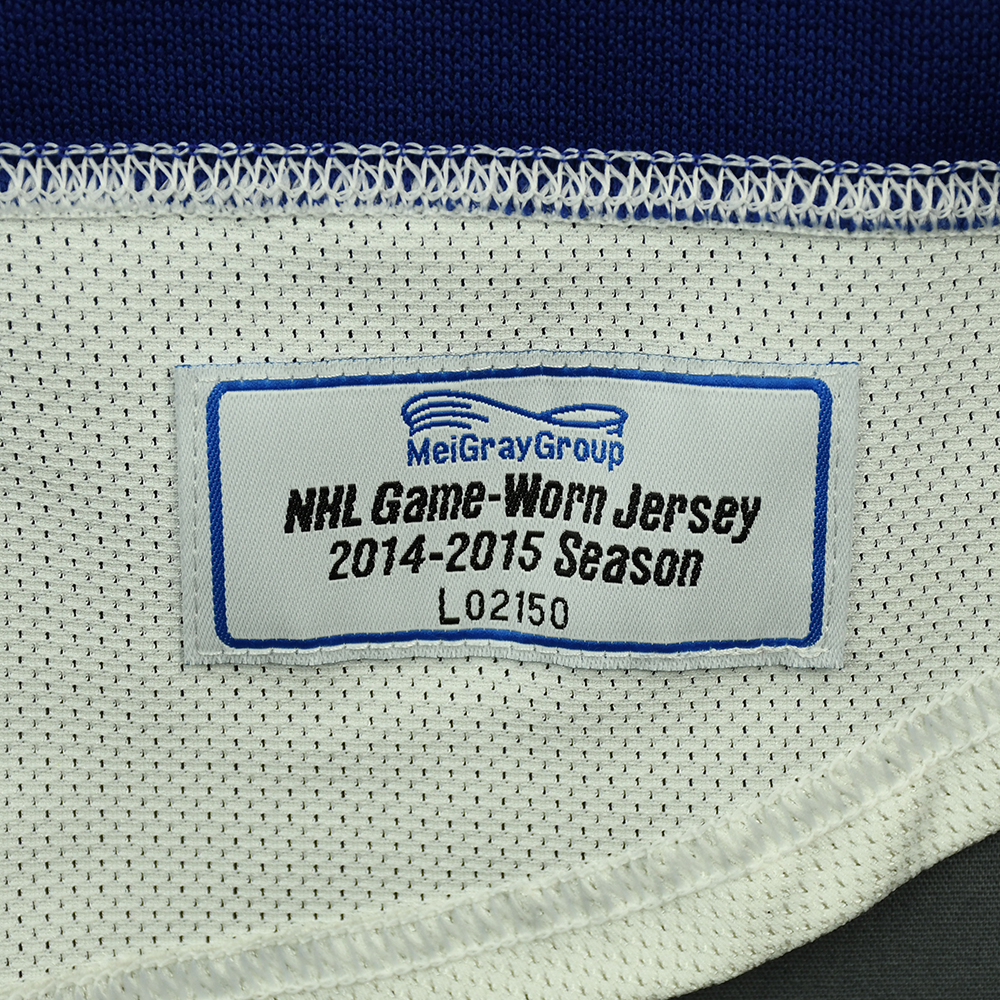 MeiGrayGroup
NHL Game-Worn Jersey
2014-2015 Season
L02150